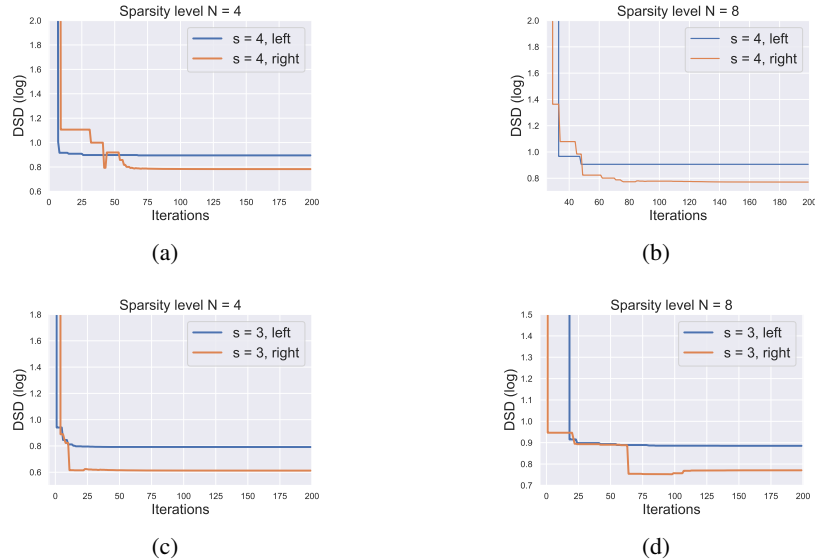 Sparsity level N = 4
2.0
1.8
1.6
1.4
1.2
1.0
0.8
0.6
DSD (log)
s = 4, left
s = 4, right
0 25 50 75 100 125 150 175 200
Iterations
(a)
Sparsity level N = 8
2.0
1.8
1.6
1.4
1.2
1.0
0.8
DSD (log)
s = 4, left
s = 4, right
40 60 80 100 120 140 160 180 200
Iterations
(b)
Sparsity level N = 4
1.8
1.6
1.4
1.2
1.0
0.8
0.6
DSD (log)
s = 3, left
s = 3, right
0 25 50 75 100 125 150 175 200
Iterations
(c)
Sparsity level N = 8
1.5
1.4
1.3
1.2
1.1
1.0
0.9
0.8
0.7
DSD (log)
s = 3, left
s = 3, right
0 25 50 75 100 125 150 175 200
Iterations
(d)